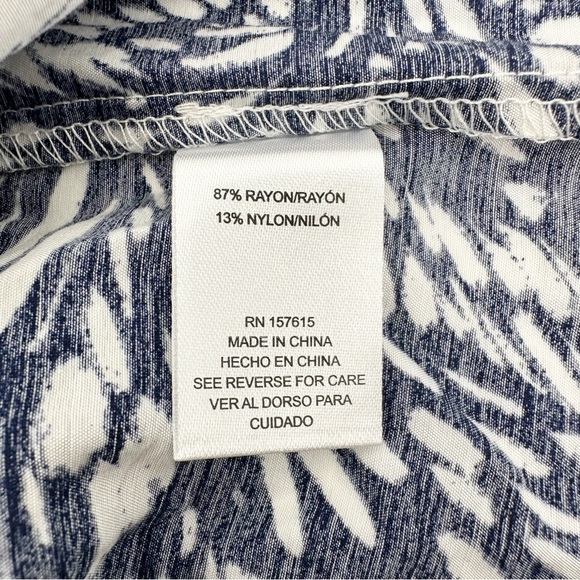 87% RAYON/RAYÓN
13% NYLON/NILÓN
RN 157615
MADE IN CHINA
HECHO EN CHINA
SEE REVERSE FOR CARE
VER AL DORSO PARA
CUIDADO